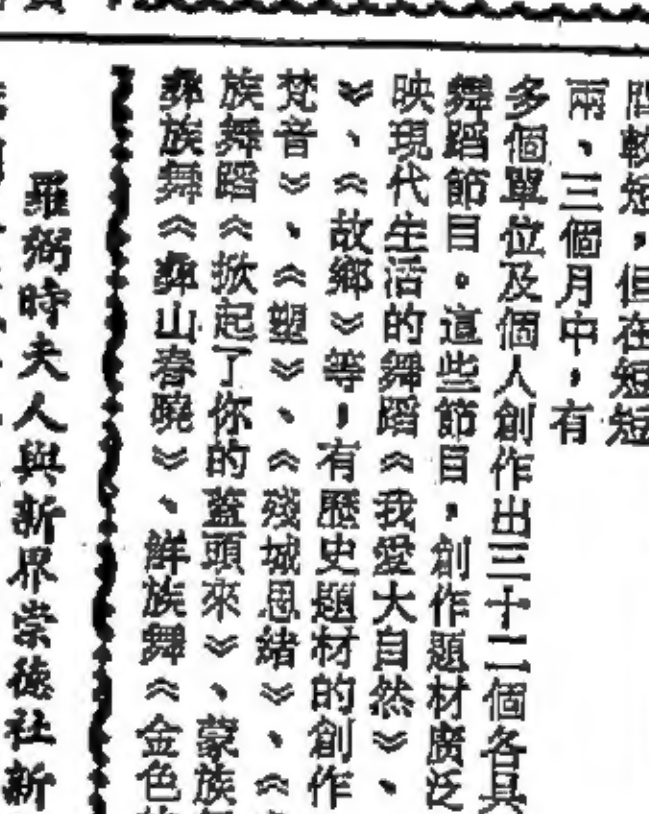 間較短，但在短短
兩、三個月中，有
多個單位及個人創作出三十二個各具
舞蹈節目。這些節目，創作題材廣泛
映現代生活的舞蹈《我愛大自然》、
》、《故鄉》等，有歷史題材的創作
梵音》、《塑》、《殘城思緒》、《
族舞蹈《掀起了你的蓋頭來》、蒙族
彝族舞《彝山春曉》、鮮族舞《金色
羅弼時夫人與新界崇德社新